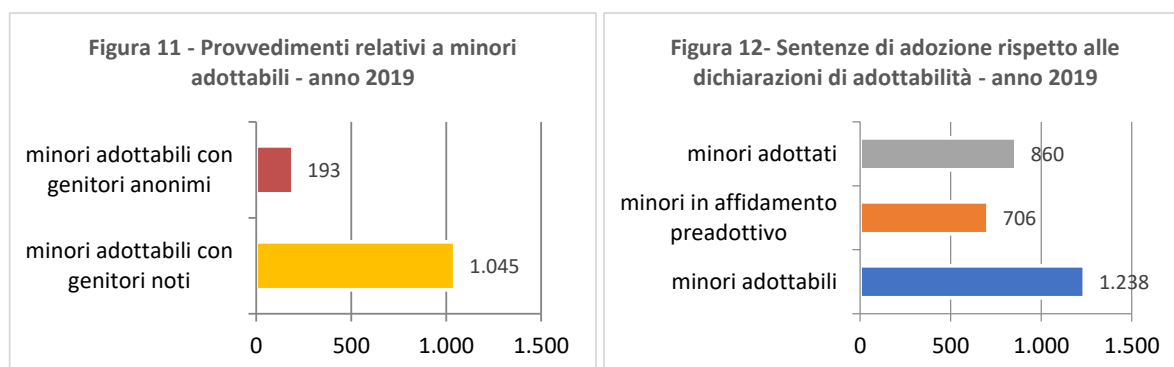 Figura 11 - Provvedimenti relativi a minori
adottabili - anno 2019
minori adottabili con
genitori anonimi
193
minori adottabili con
genitori noti
1.045
0
500
1.000
1.500
Figura 12- Sentenze di adozione rispetto alle
dichiarazioni di adottabilità - anno 2019
minori adottati
860
minori in affidamento
preadottivo
706
minori adottabili
1.238
0
500
1.000
1.500